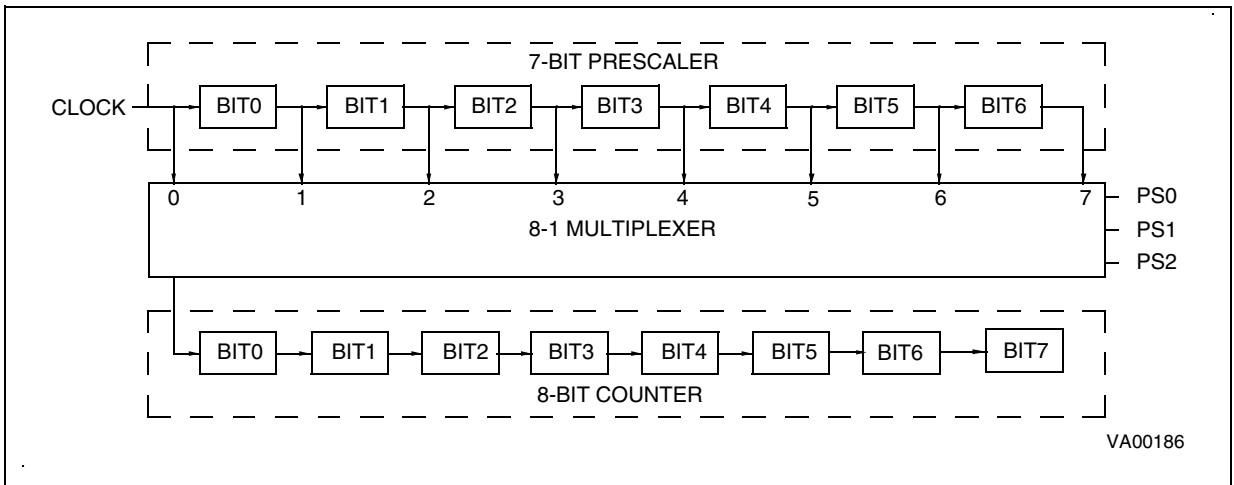 7-BIT PRESCALER
CLOCK BIT0 BIT1 BIT2 BIT3 BIT4 BIT5 BIT6
0 1 2 3 4 5 6 7 PS0
8-1 MULTIPLEXER PS1
PS2
BIT0 BIT1 BIT2 BIT3 BIT4 BIT5 BIT6 BIT7
8-BIT COUNTER
VA00186